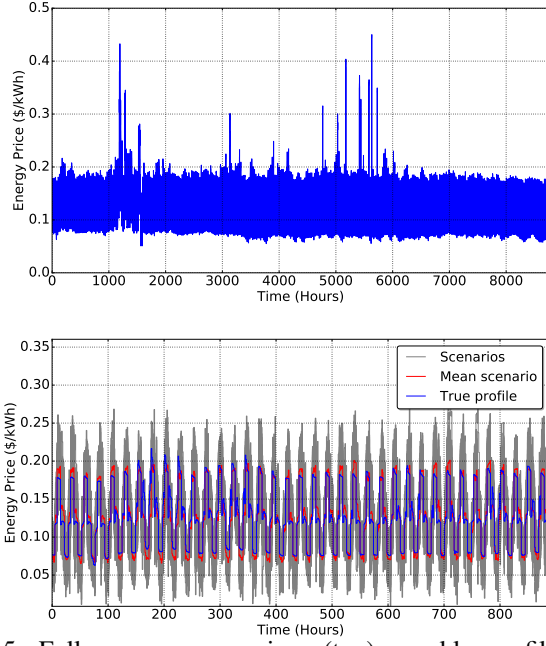 0.5
0.4
0.3
0.2
0.1
0.0
Energy Price ($/kWh)
0 1000 2000 3000 4000 5000 6000 7000 8000
Time (Hours)
0.35
0.30
0.25
0.20
0.15
0.10
0.05
Energy Price ($/kWh)
Scenarios
Mean scenario
True profile
0 100 200 300 400 500 600 700 800
Time (Hours)